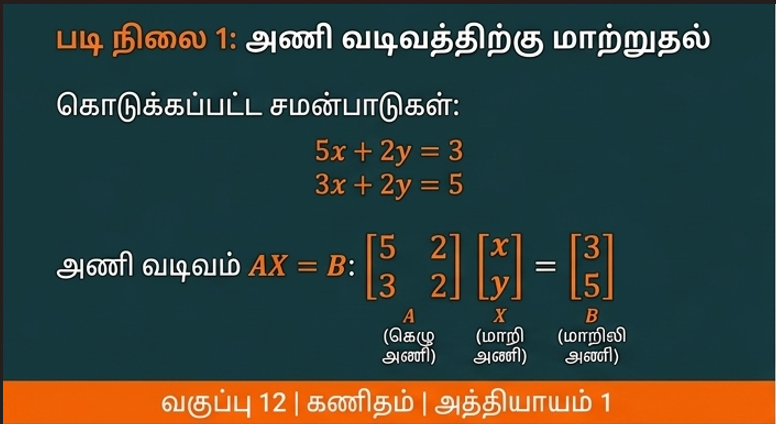 படி நிலை 1: அணி வடிவத்திற்கு மாற்றுதல்
கொடுக்கப்பட்ட சமன்பாடுகள்:
5x + 2y = 3
3x + 2y = 5
அணி வடிவம் AX = B: [5 2; 3 2] [x; y] = [3; 5]
A X B
(கெழு அணி) (மாறி அணி) (மாறிலி அணி)
வகுப்பு 12 | கணிதம் | அத்தியாயம் 1